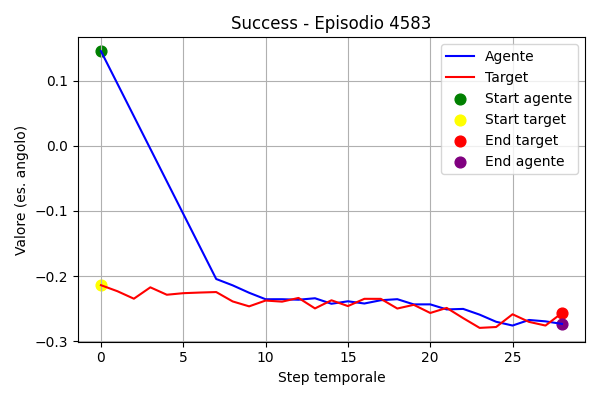 Success - Episodio 4583
Agente
Target
Start agente
Start target
End target
End agente
0.1
0.0
−0.1
−0.2
−0.3
Valore (es. angolo)
0
5
10
15
20
25
Step temporale